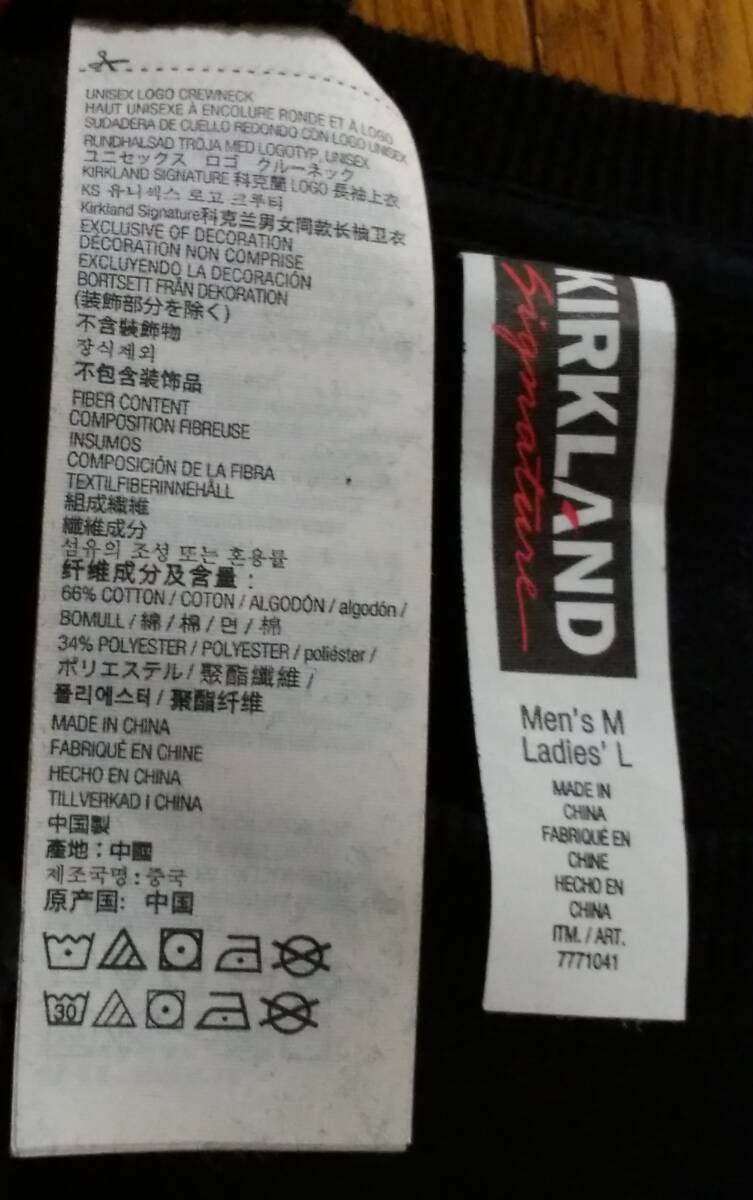 UNISEX LOGO CREWNECK
HAUT UNISEXE À ENCOLURE RONDE ET À LOGO
SUDADERA DE CUELLO REDONDO CON LOGO UNISEX
RUNDHALSAD TRÖJA MED LOGOTYP, UNISEX
ユニセックス ロゴ クルーネック
KIRKLAND SIGNATURE 科克蘭 LOGO 長袖上衣
KS 유니섹스 로고 크루티
Kirkland Signature科克兰男女同款长袖卫衣
EXCLUSIVE OF DECORATION
DÉCORATION NON COMPRISE
EXCLUYENDO LA DECORACIÓN
BORTSETT FRÅN DEKORATION
(装飾部分を除く)
不含裝飾物
장식제외
不包含装饰品
FIBER CONTENT
COMPOSITION FIBREUSE
INSUMOS
COMPOSICIÓN DE LA FIBRA
TEXTILFIBERINNEHÅLL
組成繊維
纖維成分
섬유의 조성 또는 혼용률
纤维成分及含量 :
66% COTTON / COTON / ALGODÓN / algodón /
BOMULL / 綿 / 棉 / 면 / 棉
34% POLYESTER / POLYESTER / poliéster /
ポリエステル / 聚酯纖維 /
폴리에스터 / 聚酯纤维
MADE IN CHINA
FABRIQUÉ EN CHINE
HECHO EN CHINA
TILLVERKAD I CHINA
中国製
產地 : 中國
제조국명 : 중국
原产国: 中国
30
KIRKLAND
Signature
Men's M
Ladies' L
MADE IN
CHINA
FABRIQUÉ EN
CHINE
HECHO EN
CHINA
ITM. / ART.
7771041